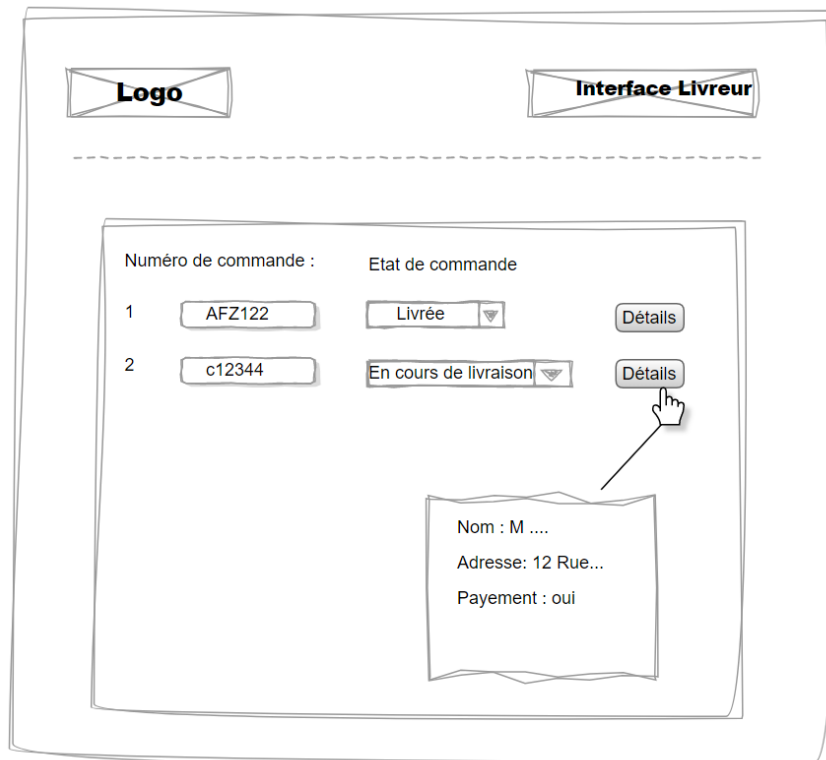 Logo
Interface Livreur
Numéro de commande :
Etat de commande
1
AFZ122
Livrée
Détails
2
c12344
En cours de livraison
Détails
Nom : M ....
Adresse: 12 Rue...
Payement : oui